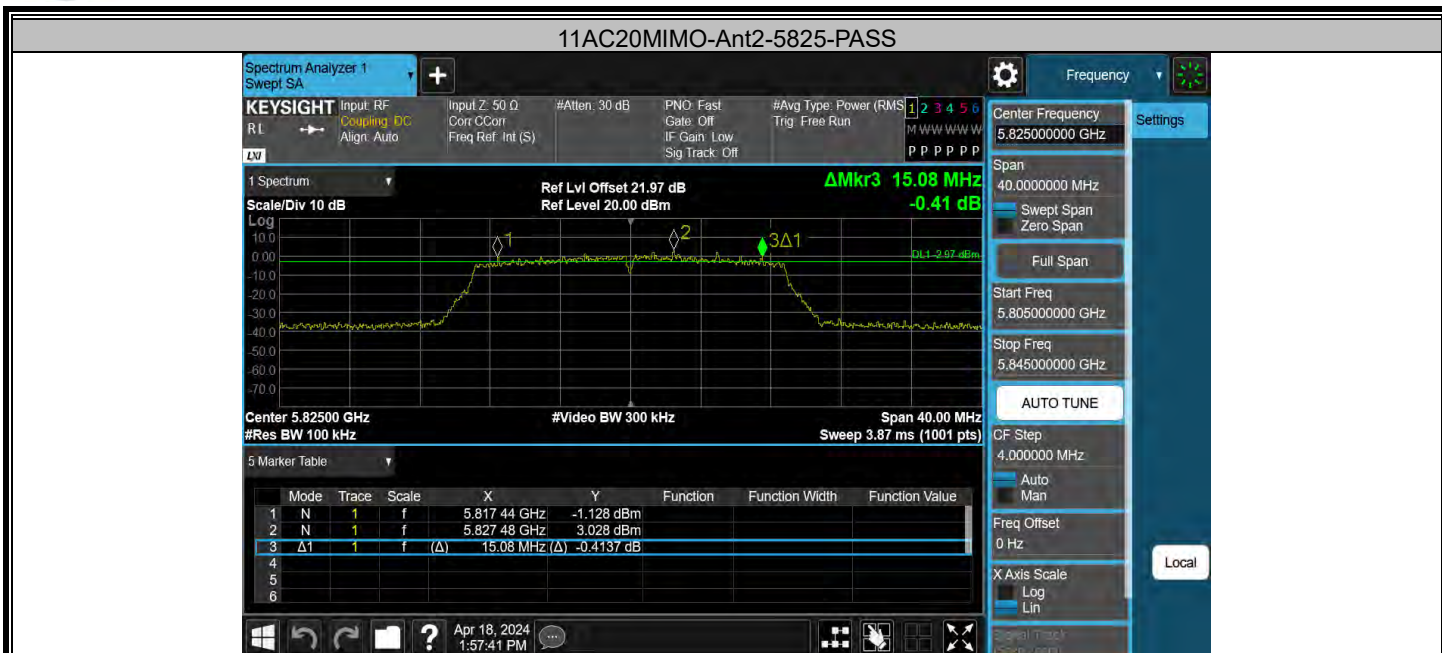 11AC20MIMO-Ant2-5825-PASS
Spectrum Analyzer 1
Swept SA
+
Frequency
KEYSIGHT
RL
LXI
Input: RF
Coupling: DC
Align: Auto
Input Z: 50 Ω
Corr CCorr
Freq Ref: Int (S)
#Atten: 30 dB
PNO: Fast
Gate: Off
IF Gain: Low
Sig Track: Off
#Avg Type: Power (RMS
Trig: Free Run
1 2 3 4 5 6
M W W W W W
P P P P P P
1 Spectrum
Scale/Div 10 dB
Ref Lvl Offset 21.97 dB
Ref Level 20.00 dBm
ΔMkr3 15.08 MHz
-0.41 dB
Log
10.0
0.00
-10.0
-20.0
-30.0
-40.0
-50.0
-60.0
-70.0
1
2
3Δ1
DL1 -2.97 dBm
Center 5.82500 GHz
#Video BW 300 kHz
Span 40.00 MHz
#Res BW 100 kHz
Sweep 3.87 ms (1001 pts)
5 Marker Table
Mode Trace Scale X Y Function Function Width Function Value
1 N 1 f 5.817 44 GHz -1.128 dBm
2 N 1 f 5.827 48 GHz 3.028 dBm
3 Δ1 1 f (Δ) 15.08 MHz (Δ) -0.4137 dB
4
5
6
?
Apr 18, 2024
1:57:41 PM
Center Frequency
5.825000000 GHz
Settings
Span
40.0000000 MHz
Swept Span
Zero Span
Full Span
Start Freq
5.805000000 GHz
Stop Freq
5.845000000 GHz
AUTO TUNE
CF Step
4.000000 MHz
Auto
Man
Freq Offset
0 Hz
X Axis Scale
Log
Lin
Local
Signal Track